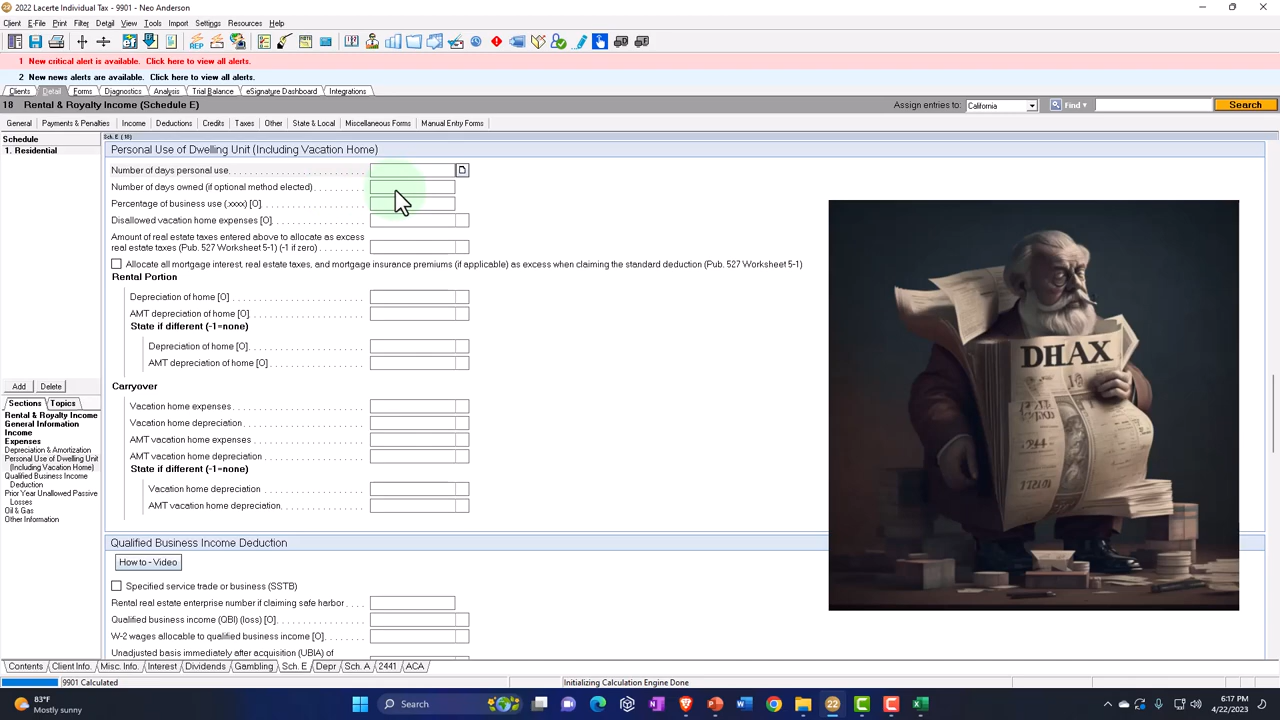 2022 Lacerte Individual Tax - 9901 - Neo Anderson
Client E-File Print Filter Detail View Tools Import Settings Resources Help
1 New critical alert is available. Click here to view all alerts.
2 New news alerts are available. Click here to view all alerts.
Clients Detail Forms Diagnostics Analysis Trial Balance eSignature Dashboard Integrations
18 Rental & Royalty Income (Schedule E) Assign entries to: California Find Search
General Payments & Penalties Income Deductions Credits Taxes Other State & Local Miscellaneous Forms Manual Entry Forms
Schedule
1. Residential
Add Delete
Sections Topics
Rental & Royalty Income
General Information
Income
Expenses
Depreciation & Amortization
Personal Use of Dwelling Unit
(Including Vacation Home)
Qualified Business Income
Deduction
Prior Year Unallowed Passive
Losses
Oil & Gas
Other Information
Sch. E (18)
Personal Use of Dwelling Unit (Including Vacation Home)
Number of days personal use
Number of days owned (if optional method elected)
Percentage of business use (.xxxx) [O]
Disallowed vacation home expenses [O]
Amount of real estate taxes entered above to allocate as excess
real estate taxes (Pub. 527 Worksheet 5-1) (-1 if zero)
Allocate all mortgage interest, real estate taxes, and mortgage insurance premiums (if applicable) as excess when claiming the standard deduction (Pub. 527 Worksheet 5-1)
Rental Portion
Depreciation of home [O]
AMT depreciation of home [O]
State if different (-1=none)
Depreciation of home [O]
AMT depreciation of home [O]
Carryover
Vacation home expenses
Vacation home depreciation
AMT vacation home expenses
AMT vacation home depreciation
State if different (-1=none)
Vacation home depreciation
AMT vacation home depreciation
Qualified Business Income Deduction
How to - Video
Specified service trade or business (SSTB)
Rental real estate enterprise number if claiming safe harbor
Qualified business income (QBI) (loss) [O]
W-2 wages allocable to qualified business income [O]
Unadjusted basis immediately after acquisition (UBIA) of
DHAX
Contents Client Info. Misc. Info. Interest Dividends Gambling Sch. E Depr Sch. A 2441 ACA
9901 Calculated Initializing Calculation Engine Done
83°F
Mostly sunny
Search
22
6:17 PM
4/22/2023